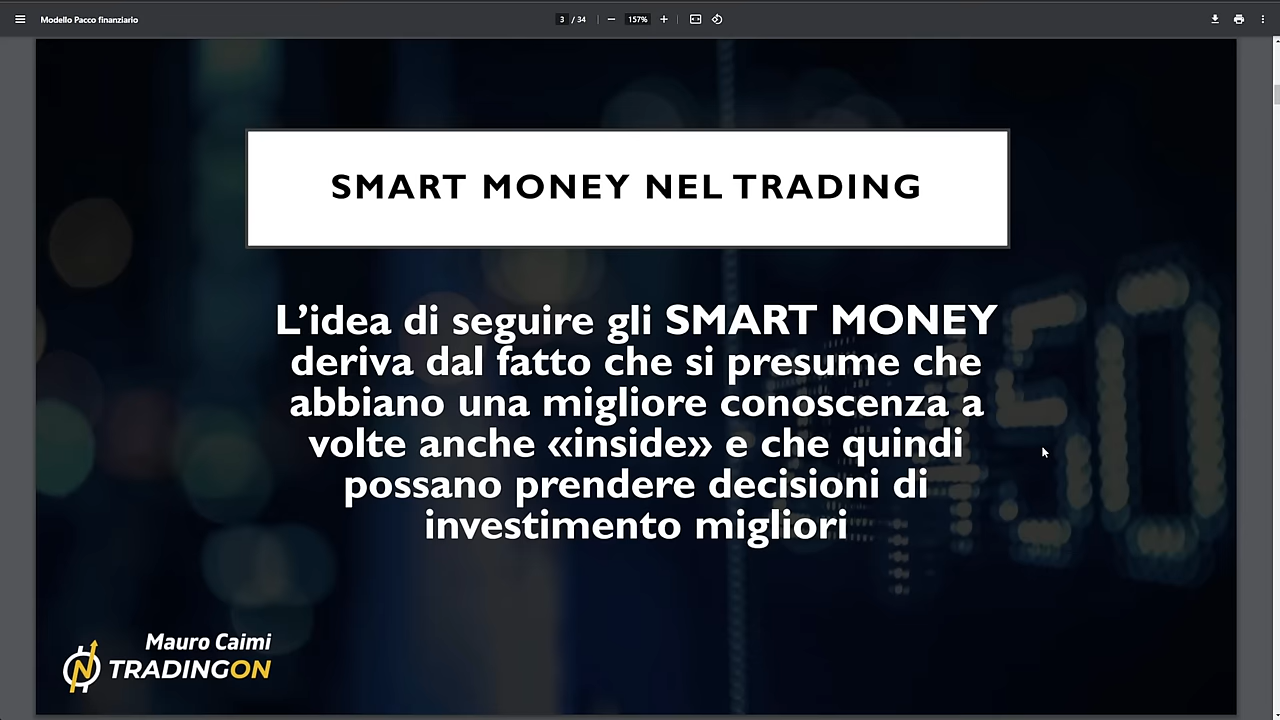 Modello Pacco finanziario
3 / 34
157%
SMART MONEY NEL TRADING
L’idea di seguire gli SMART MONEY
deriva dal fatto che si presume che
abbiano una migliore conoscenza a
volte anche «inside» e che quindi
possano prendere decisioni di
investimento migliori
Mauro Caimi
TRADINGON